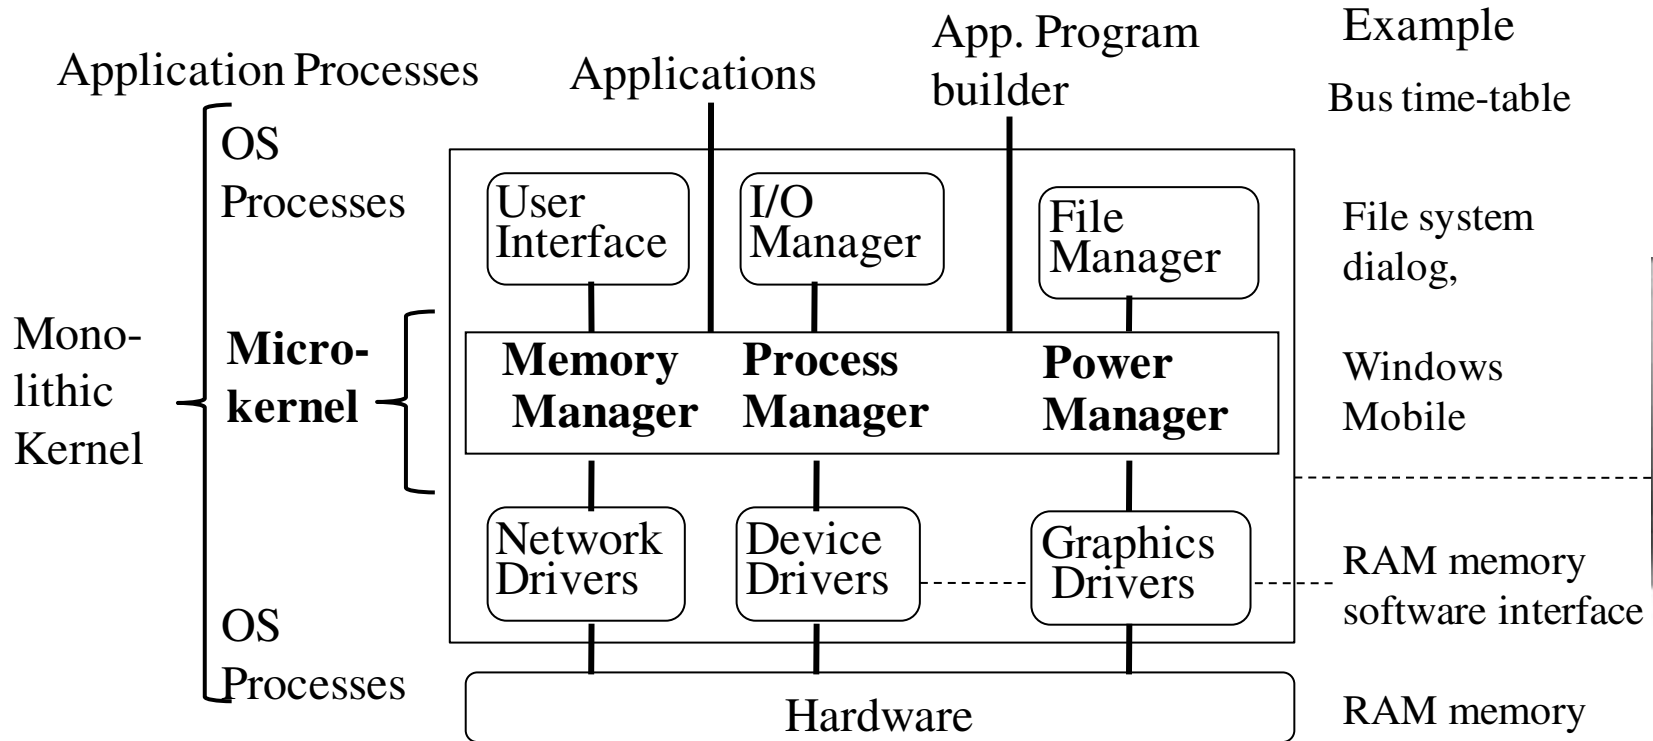 Example
App. Program
builder
Application Processes
Applications
Bus time-table
OS
Processes
User
Interface
I/O
Manager
File
Manager
File system
dialog,
Mono-
lithic
Kernel
Micro-
kernel
Memory
Manager
Process
Manager
Power
Manager
Windows
Mobile
Network
Drivers
Device
Drivers
Graphics
Drivers
RAM memory
software interface
OS
Processes
Hardware
RAM memory